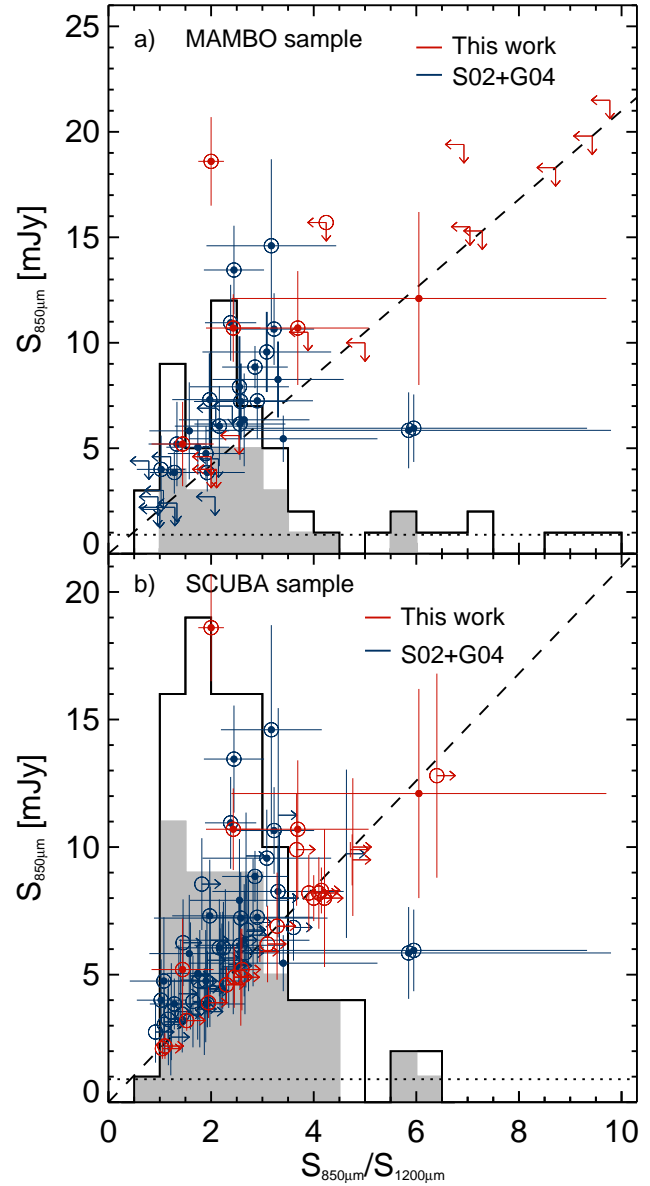 25
a) MAMBO sample
This work
S02+G04
20
15
S850μm [mJy]
10
5
0
b) SCUBA sample
20
This work
S02+G04
15
S850μm [mJy]
10
5
0
0 2 4 6 8 10
S850μm/S1200μm